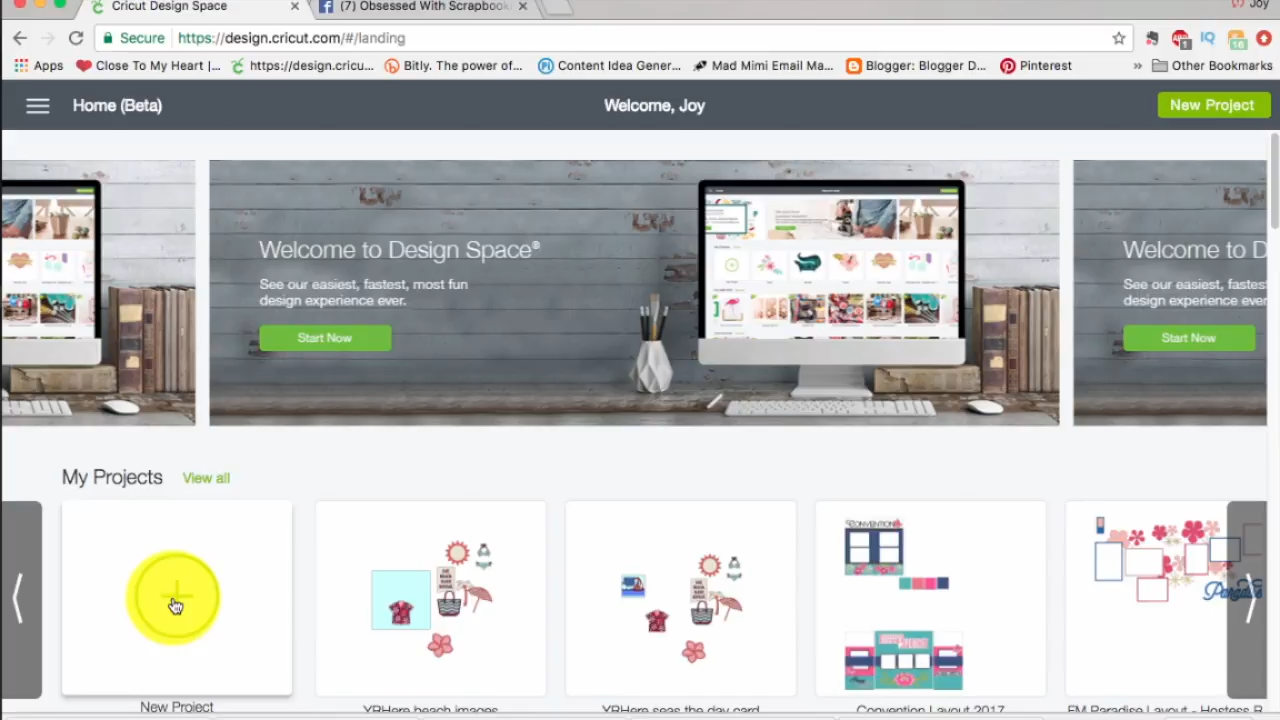 Cricut Design Space
(7) Obsessed With Scrapbook
Joy
Secure
https://design.cricut.com/#/landing
1
16
Apps
Close To My Heart |...
https://design.cricu...
Bitly. The power of...
Content Idea Gener...
Mad Mimi Email Ma...
Blogger: Blogger D...
Pinterest
»
Other Bookmarks
Home (Beta)
Welcome, Joy
New Project
Welcome to Design Space®
See our easiest, fastest, most fun
design experience ever.
Start Now
Welcome to D
See our easiest, fastes
design experience ever
Start Now
My Projects
View all
New Project
YRHere beach images
YRHere seas the day card
Convention Layout 2017
FM Paradise Layout - Hostess R
CONVENTION
Paradise